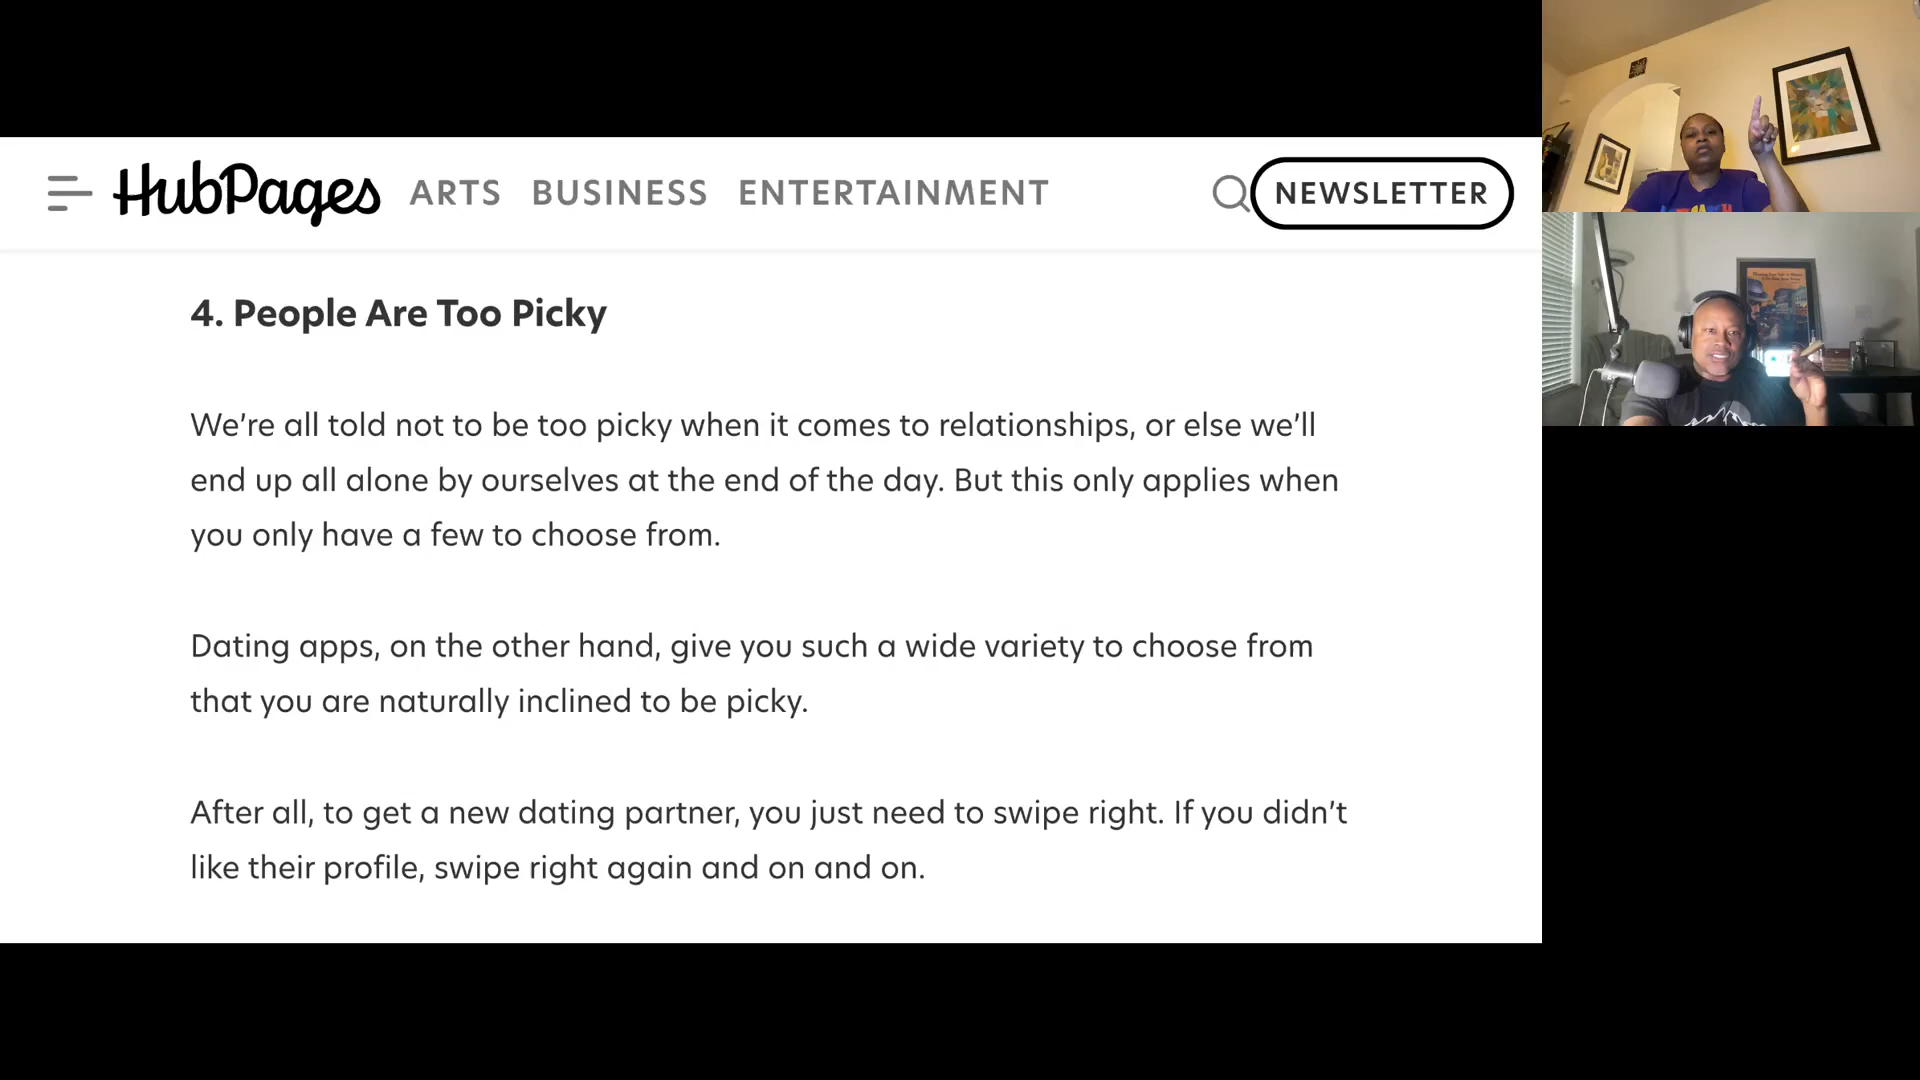 HubPages ARTS BUSINESS ENTERTAINMENT NEWSLETTER
4. People Are Too Picky
We’re all told not to be too picky when it comes to relationships, or else we’ll
end up all alone by ourselves at the end of the day. But this only applies when
you only have a few to choose from.
Dating apps, on the other hand, give you such a wide variety to choose from
that you are naturally inclined to be picky.
After all, to get a new dating partner, you just need to swipe right. If you didn’t
like their profile, swipe right again and on and on.